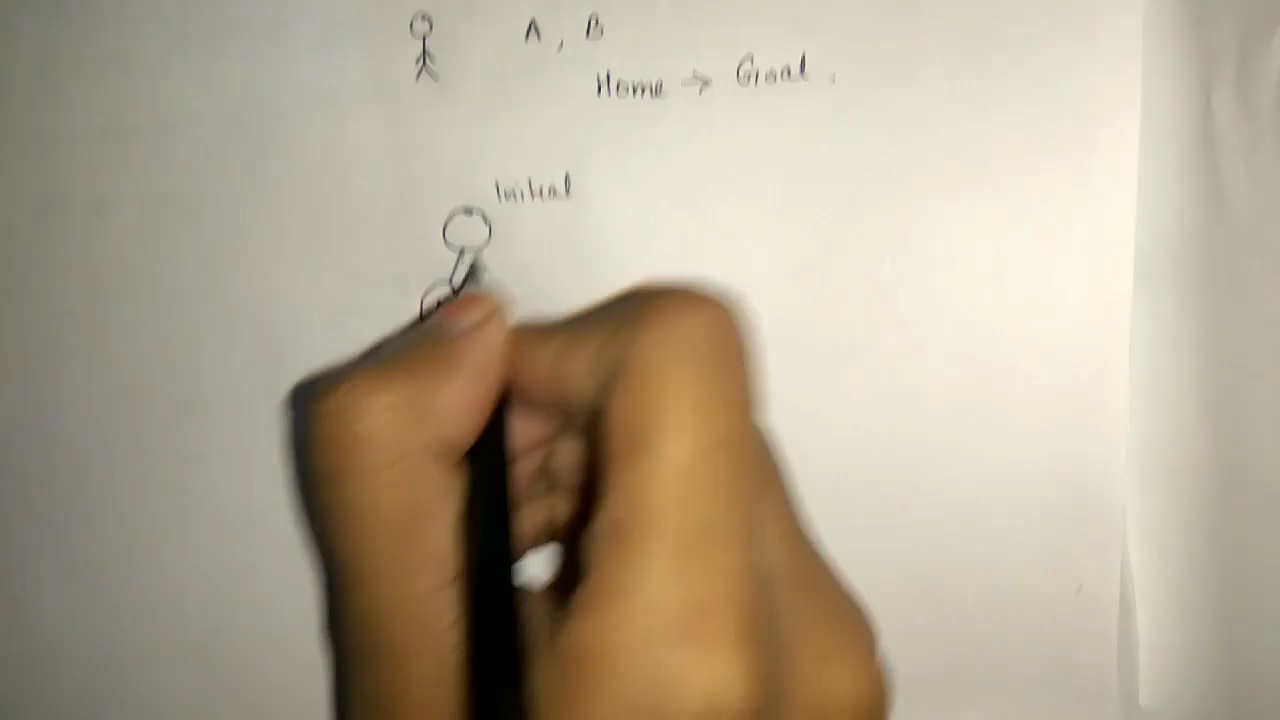 A, B
Home → Goal.
Initial